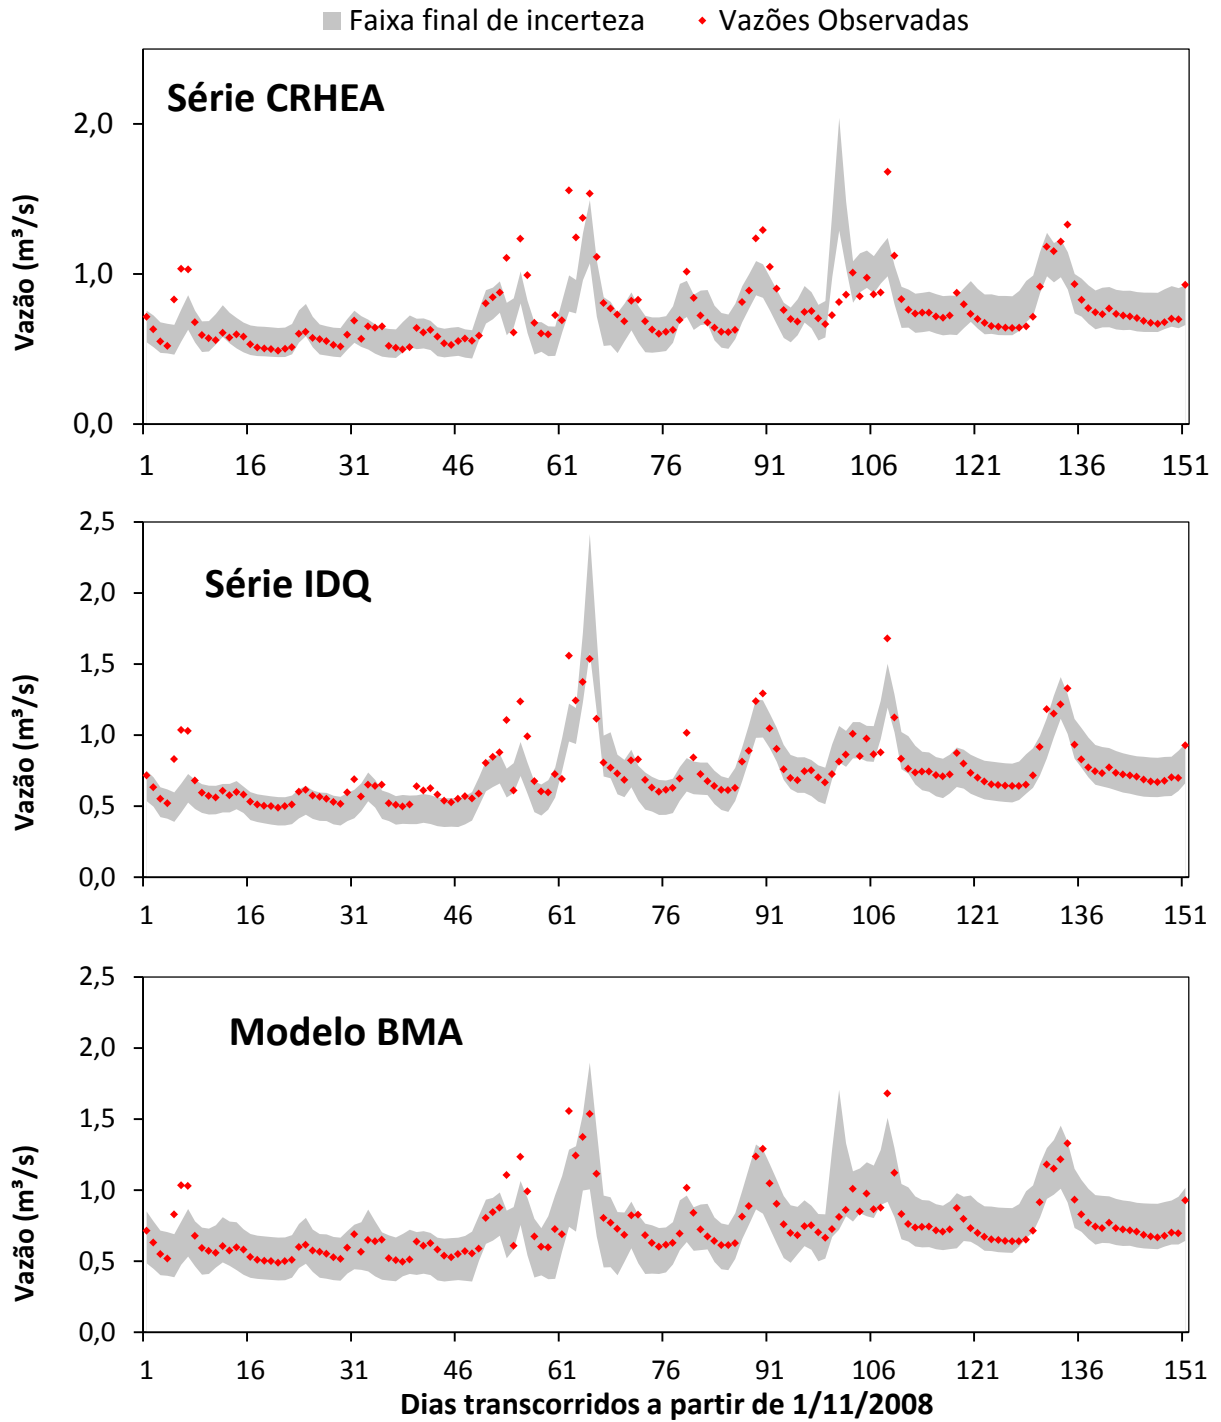 Faixa final de incerteza Vazões Observadas
Série CRHEA
Vazão (m³/s)
2,0
1,0
0,0
1 16 31 46 61 76 91 106 121 136 151
Série IDQ
Vazão (m³/s)
2,5
2,0
1,5
1,0
0,5
0,0
1 16 31 46 61 76 91 106 121 136 151
Modelo BMA
Vazão (m³/s)
2,5
2,0
1,5
1,0
0,5
0,0
1 16 31 46 61 76 91 106 121 136 151
Dias transcorridos a partir de 1/11/2008